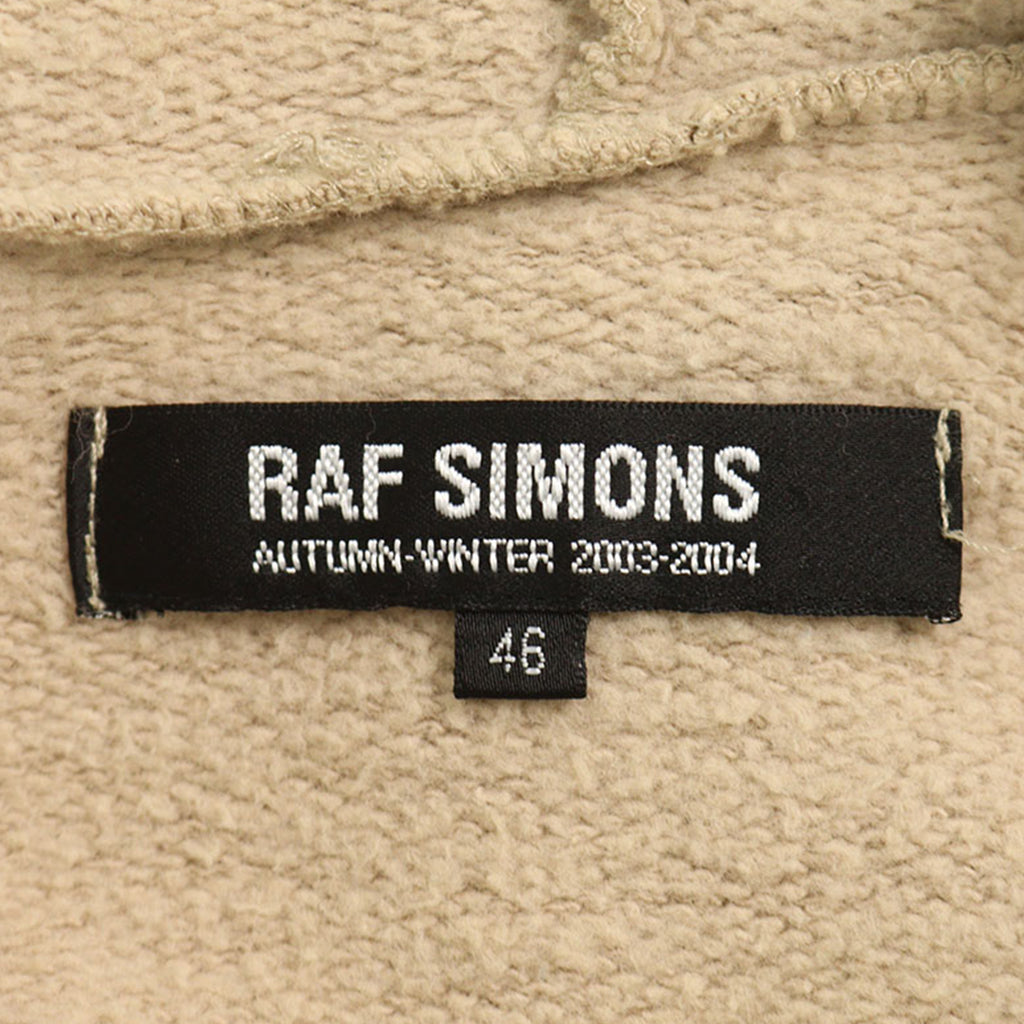 RAF SIMONS
AUTUMN-WINTER 2003-2004
46